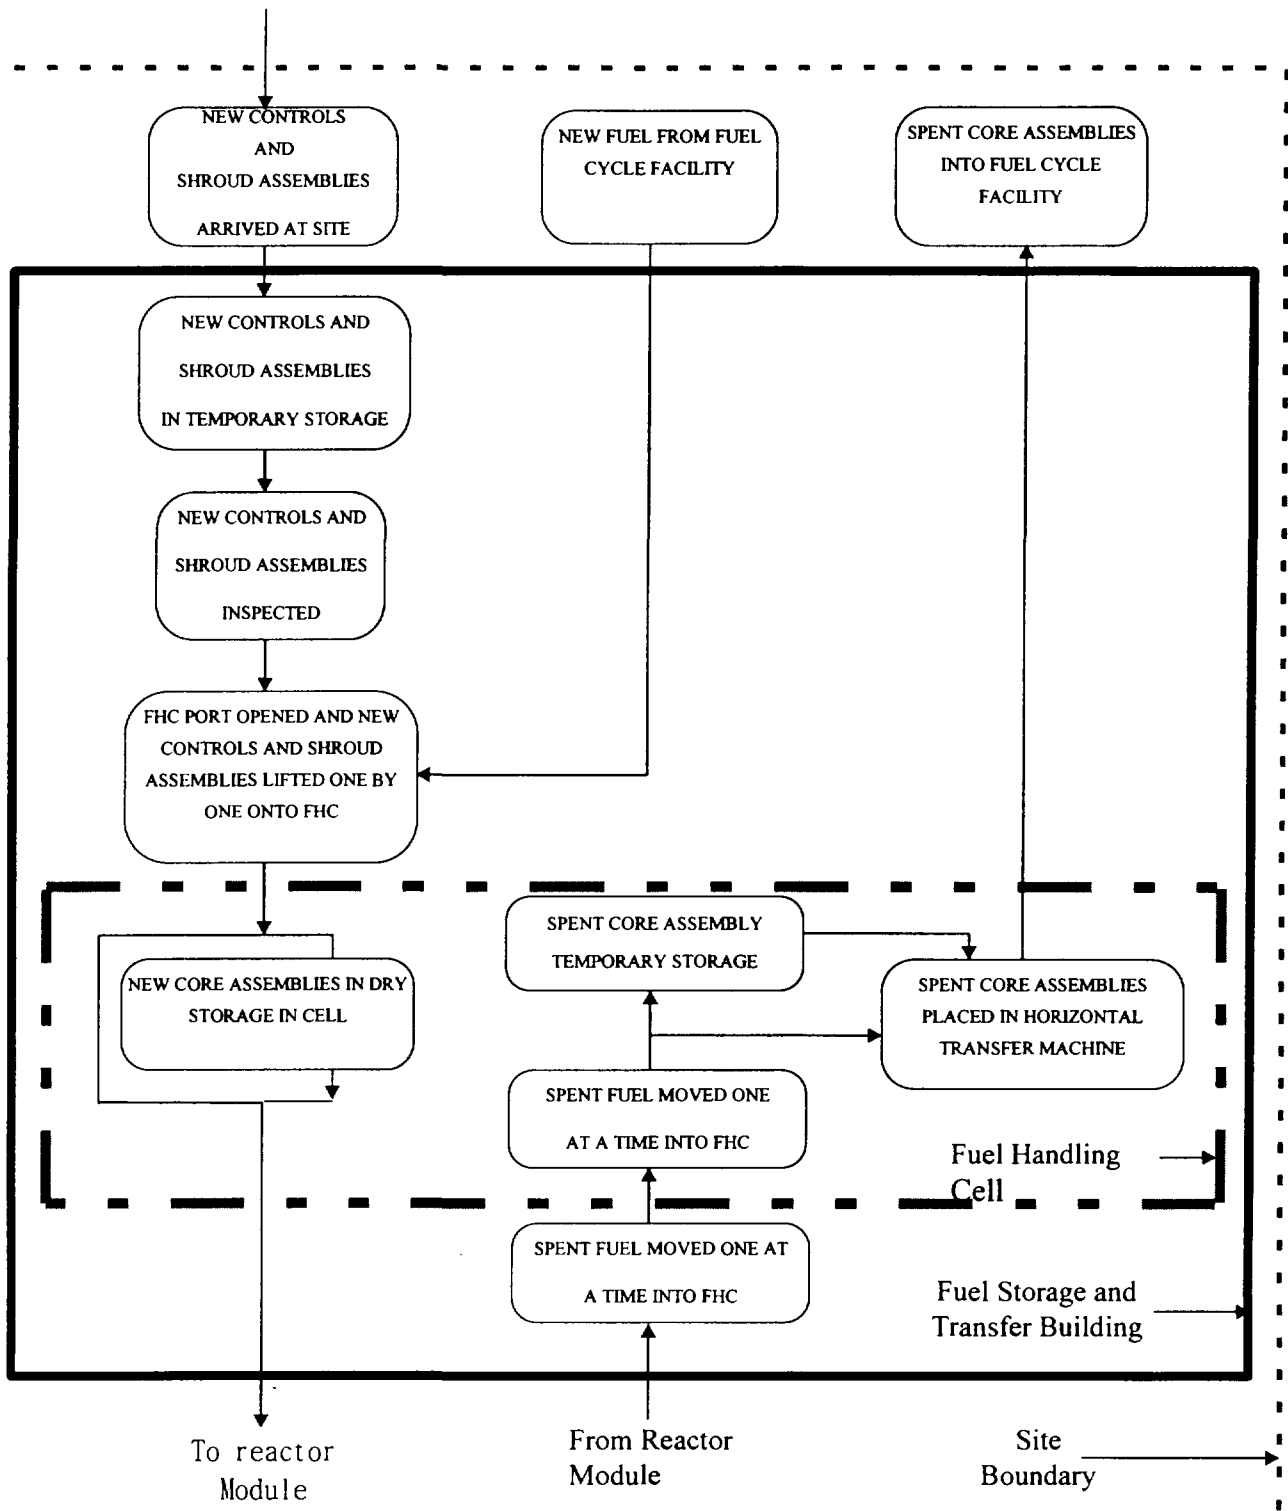 NEW CONTROLS
AND
SHROUD ASSEMBLIES
ARRIVED AT SITE
NEW FUEL FROM FUEL
CYCLE FACILITY
SPENT CORE ASSEMBLIES
INTO FUEL CYCLE
FACILITY
NEW CONTROLS AND
SHROUD ASSEMBLIES
IN TEMPORARY STORAGE
NEW CONTROLS AND
SHROUD ASSEMBLIES
INSPECTED
FHC PORT OPENED AND NEW
CONTROLS AND SHROUD
ASSEMBLIES LIFTED ONE BY
ONE ONTO FHC
NEW CORE ASSEMBLIES IN DRY
STORAGE IN CELL
SPENT CORE ASSEMBLY
TEMPORARY STORAGE
SPENT CORE ASSEMBLIES
PLACED IN HORIZONTAL
TRANSFER MACHINE
SPENT FUEL MOVED ONE
AT A TIME INTO FHC
Fuel Handling
Cell
SPENT FUEL MOVED ONE AT
A TIME INTO FHC
Fuel Storage and
Transfer Building
To reactor
Module
From Reactor
Module
Site
Boundary